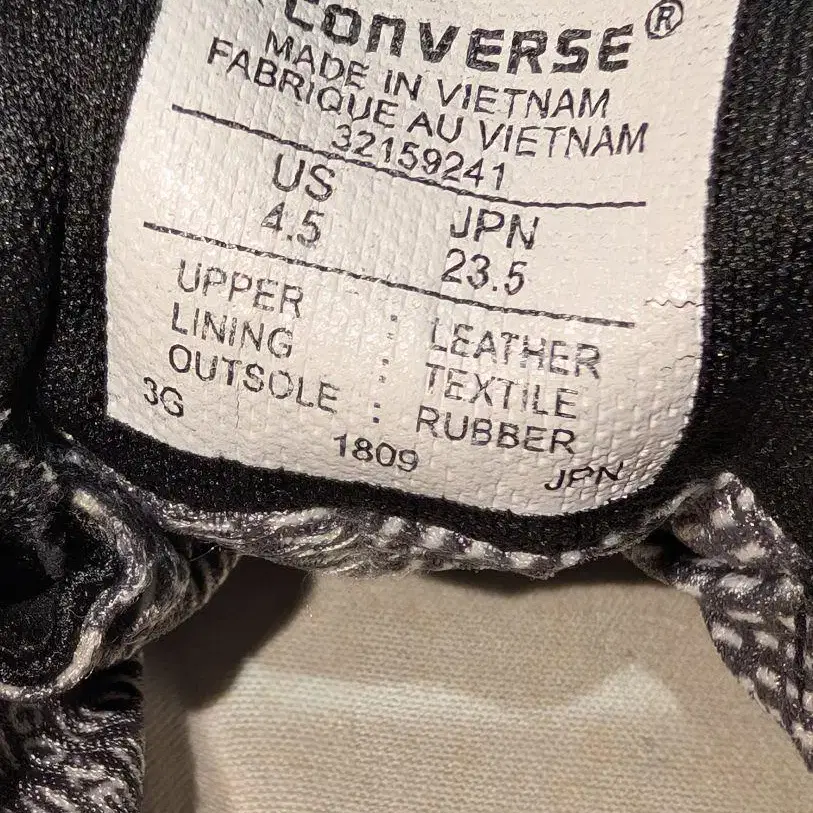 CONVERSE®
MADE IN VIETNAM
FABRIQUE AU VIETNAM
32159241
US JPN
4.5 23.5
UPPER : LEATHER
LINING : TEXTILE
OUTSOLE : RUBBER
3G 1809 JPN